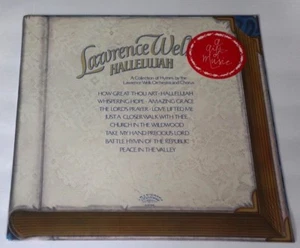 Lawrence Welk
HALLELUJAH
A Collection of Hymns by the
Lawrence Welk Orchestra and Chorus
HOW GREAT THOU ART · HALLELUJAH
WHISPERING HOPE · AMAZING GRACE
THE LORD'S PRAYER · LOVE LIFTED ME
JUST A CLOSER WALK WITH THEE
CHURCH IN THE WILDWOOD
TAKE MY HAND PRECIOUS LORD
BATTLE HYMN OF THE REPUBLIC
PEACE IN THE VALLEY
a
gift of
Music